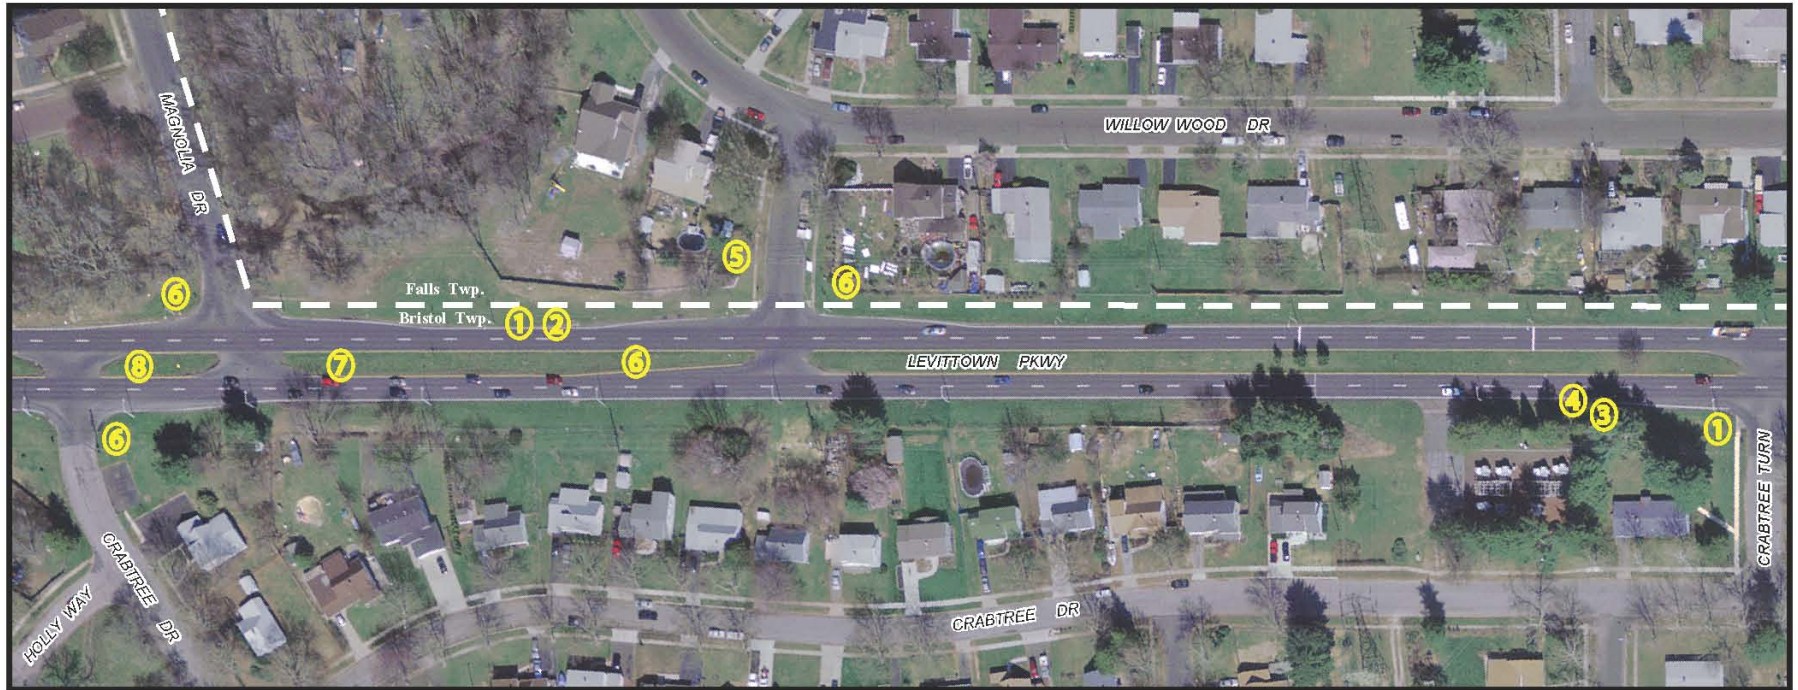 MAGNOLIA DR
WILLOW WOOD DR
5
6
6
Falls Twp.
Bristol Twp.
1 2
8
7
6
LEVITTOWN PKWY
4
3
1
6
CRABTREE TURN
CRABTREE DR
HOLLY WAY
CRABTREE DR